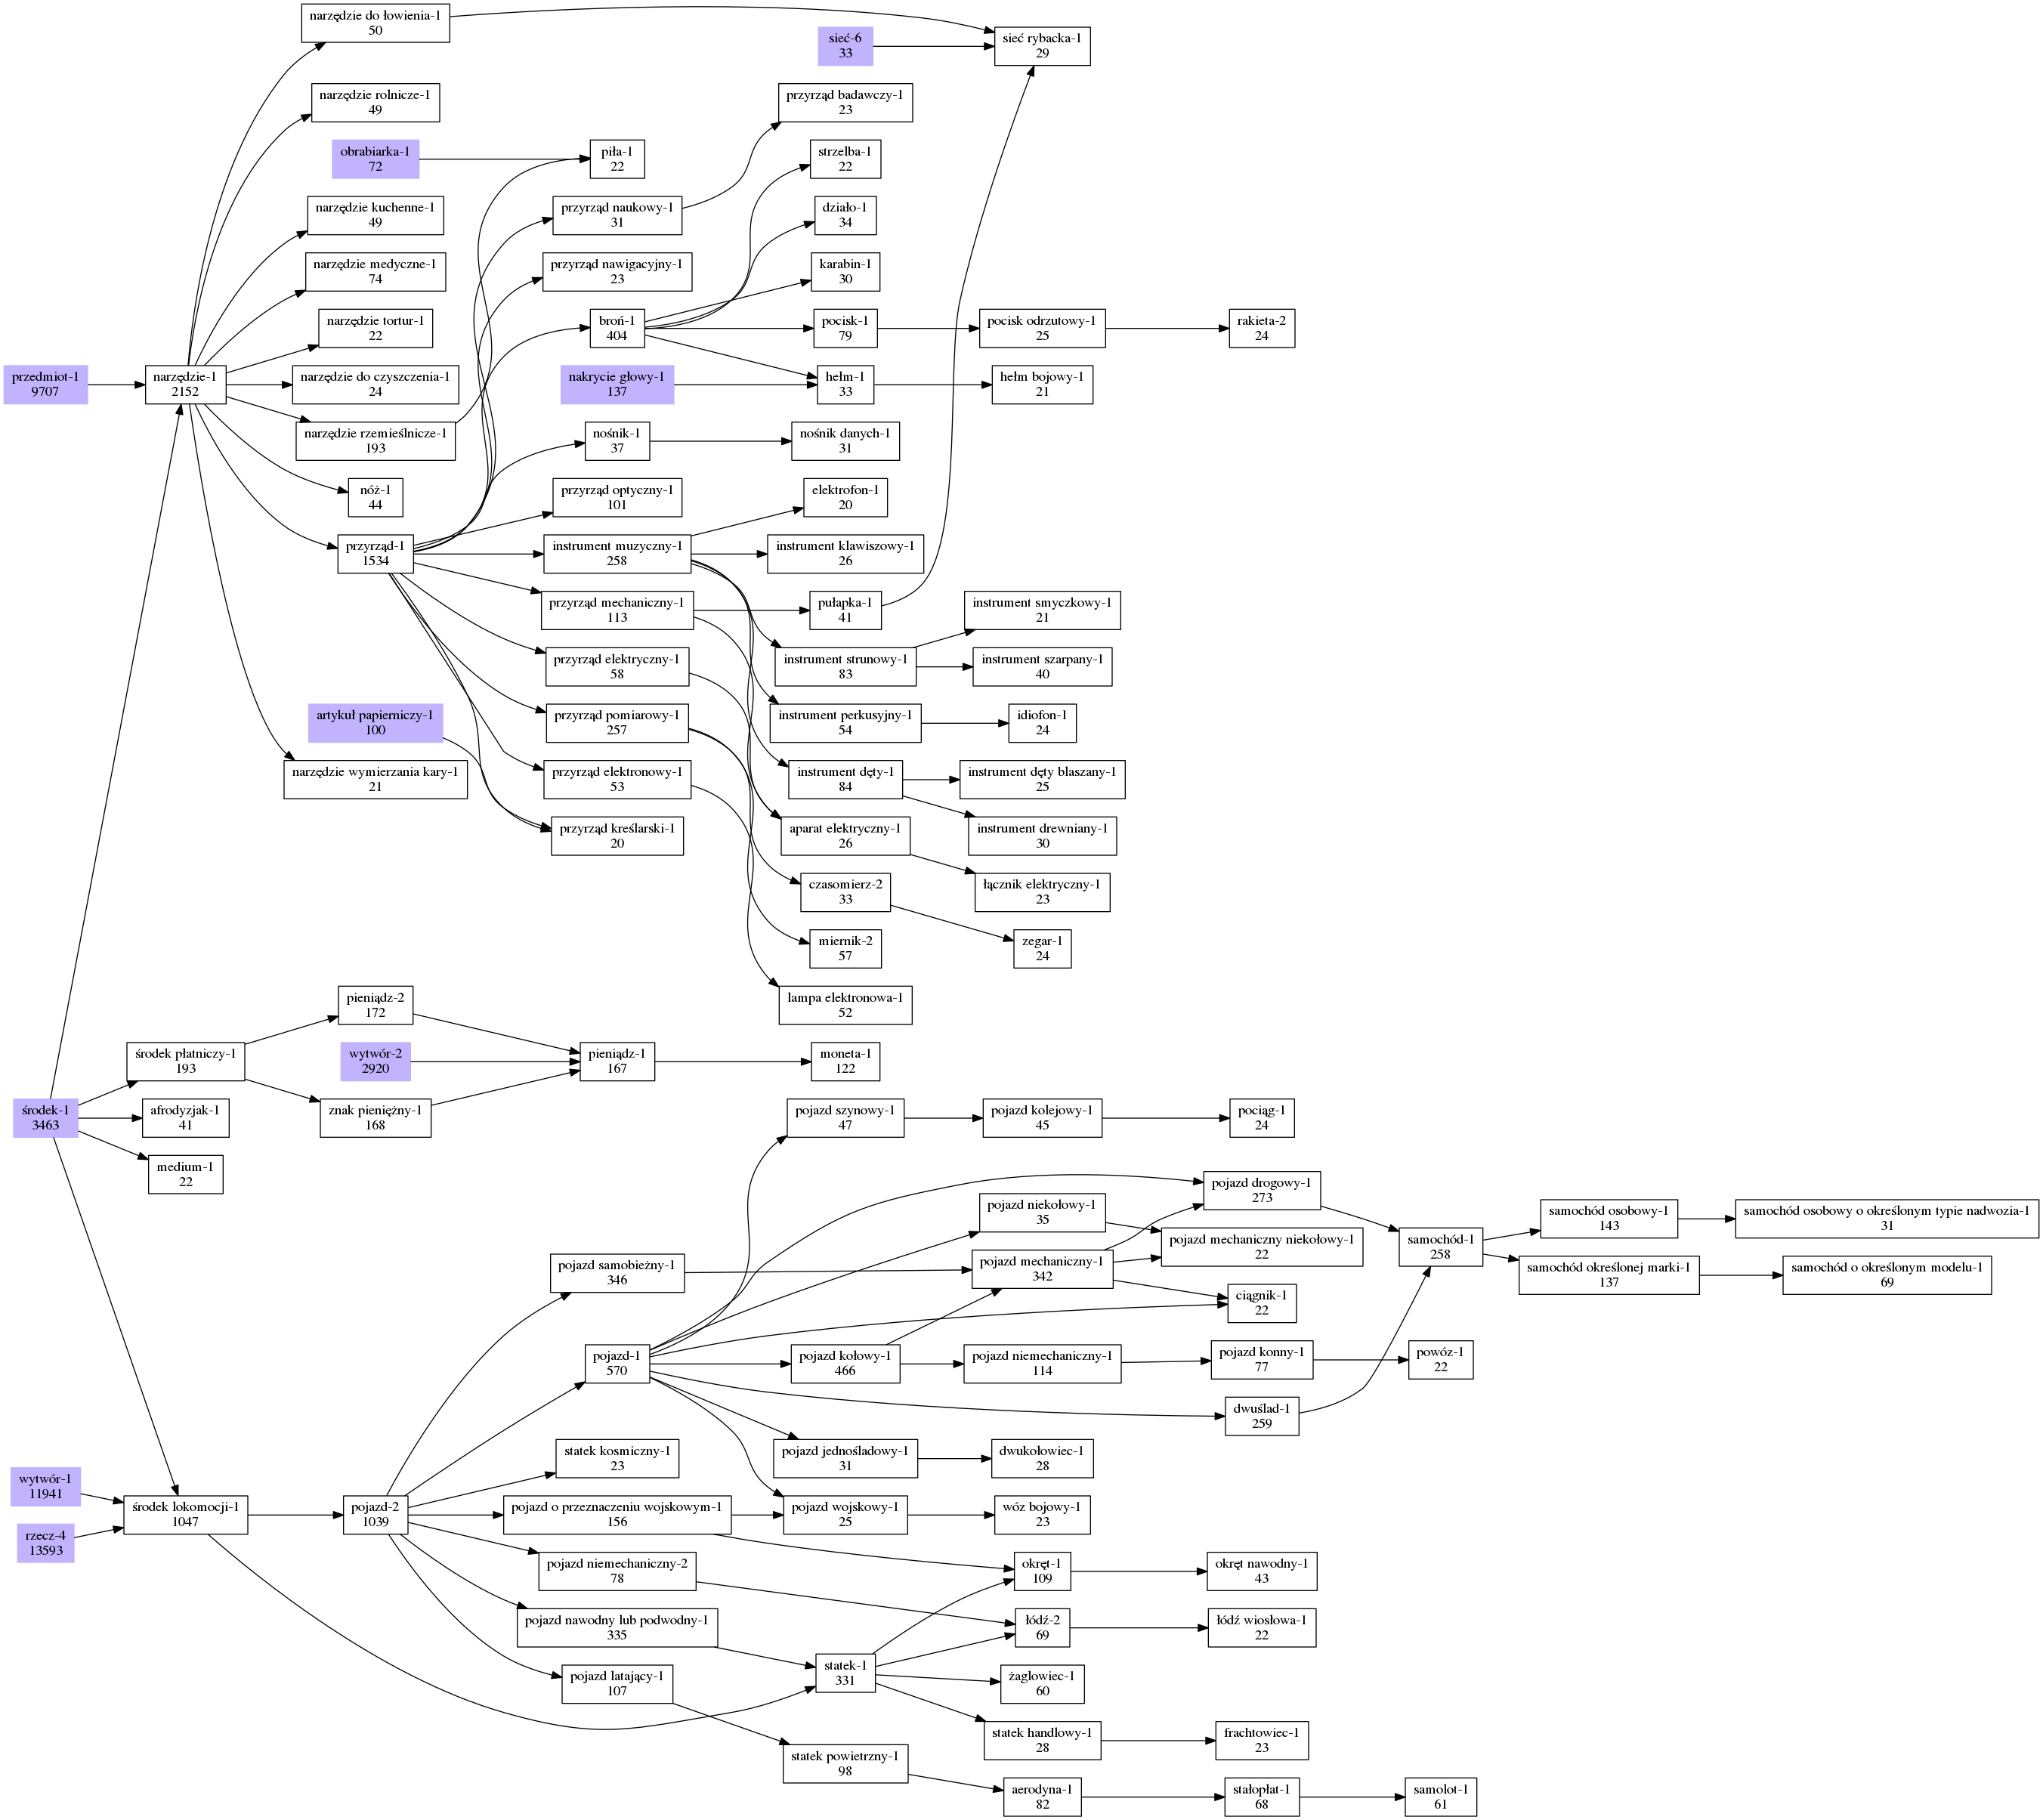 narzędzie do łowienia-1
50
sieć-6
33
sieć rybacka-1
29
narzędzie rolnicze-1
49
przyrząd badawczy-1
23
obrabiarka-1
72
piła-1
22
strzelba-1
22
narzędzie kuchenne-1
49
przyrząd naukowy-1
31
działo-1
34
narzędzie medyczne-1
74
przyrząd nawigacyjny-1
23
karabin-1
30
narzędzie tortur-1
22
broń-1
404
pocisk-1
79
pocisk odrzutowy-1
25
rakieta-2
24
przedmiot-1
9707
narzędzie-1
2152
narzędzie do czyszczenia-1
24
nakrycie głowy-1
137
hełm-1
33
hełm bojowy-1
21
narzędzie rzemieślnicze-1
193
nośnik-1
37
nośnik danych-1
31
nóż-1
44
przyrząd optyczny-1
101
elektrofon-1
20
przyrząd-1
1534
instrument muzyczny-1
258
instrument klawiszowy-1
26
przyrząd mechaniczny-1
113
pułapka-1
41
instrument smyczkowy-1
21
przyrząd elektryczny-1
58
instrument strunowy-1
83
instrument szarpany-1
40
artykuł papierniczy-1
100
przyrząd pomiarowy-1
257
instrument perkusyjny-1
54
idiofon-1
24
narzędzie wymierzania kary-1
21
przyrząd elektronowy-1
53
instrument dęty-1
84
instrument dęty blaszany-1
25
przyrząd kreślarski-1
20
aparat elektryczny-1
26
instrument drewniany-1
30
czasomierz-2
33
łącznik elektryczny-1
23
miernik-2
57
zegar-1
24
pieniądz-2
172
lampa elektronowa-1
52
środek płatniczy-1
193
wytwór-2
2920
pieniądz-1
167
moneta-1
122
środek-1
3463
afrodyzjak-1
41
znak pieniężny-1
168
pojazd szynowy-1
47
pojazd kolejowy-1
45
pociąg-1
24
medium-1
22
pojazd drogowy-1
273
pojazd niekołowy-1
35
pojazd mechaniczny niekołowy-1
22
samochód-1
258
samochód osobowy-1
143
samochód osobowy o określonym typie nadwozia-1
31
pojazd samobieżny-1
346
pojazd mechaniczny-1
342
ciągnik-1
22
samochód określonej marki-1
137
samochód o określonym modelu-1
69
pojazd-1
570
pojazd kołowy-1
466
pojazd niemechaniczny-1
114
pojazd konny-1
77
powóz-1
22
dwuślad-1
259
statek kosmiczny-1
23
pojazd jednośladowy-1
31
dwukołowiec-1
28
wytwór-1
11941
środek lokomocji-1
1047
pojazd-2
1039
pojazd o przeznaczeniu wojskowym-1
156
pojazd wojskowy-1
25
wóz bojowy-1
23
rzecz-4
13593
pojazd niemechaniczny-2
78
okręt-1
109
okręt nawodny-1
43
pojazd nawodny lub podwodny-1
335
łódź-2
69
łódź wiosłowa-1
22
pojazd latający-1
107
statek-1
331
żaglowiec-1
60
statek handlowy-1
28
frachtowiec-1
23
statek powietrzny-1
98
aerodyna-1
82
stałopłat-1
68
samolot-1
61